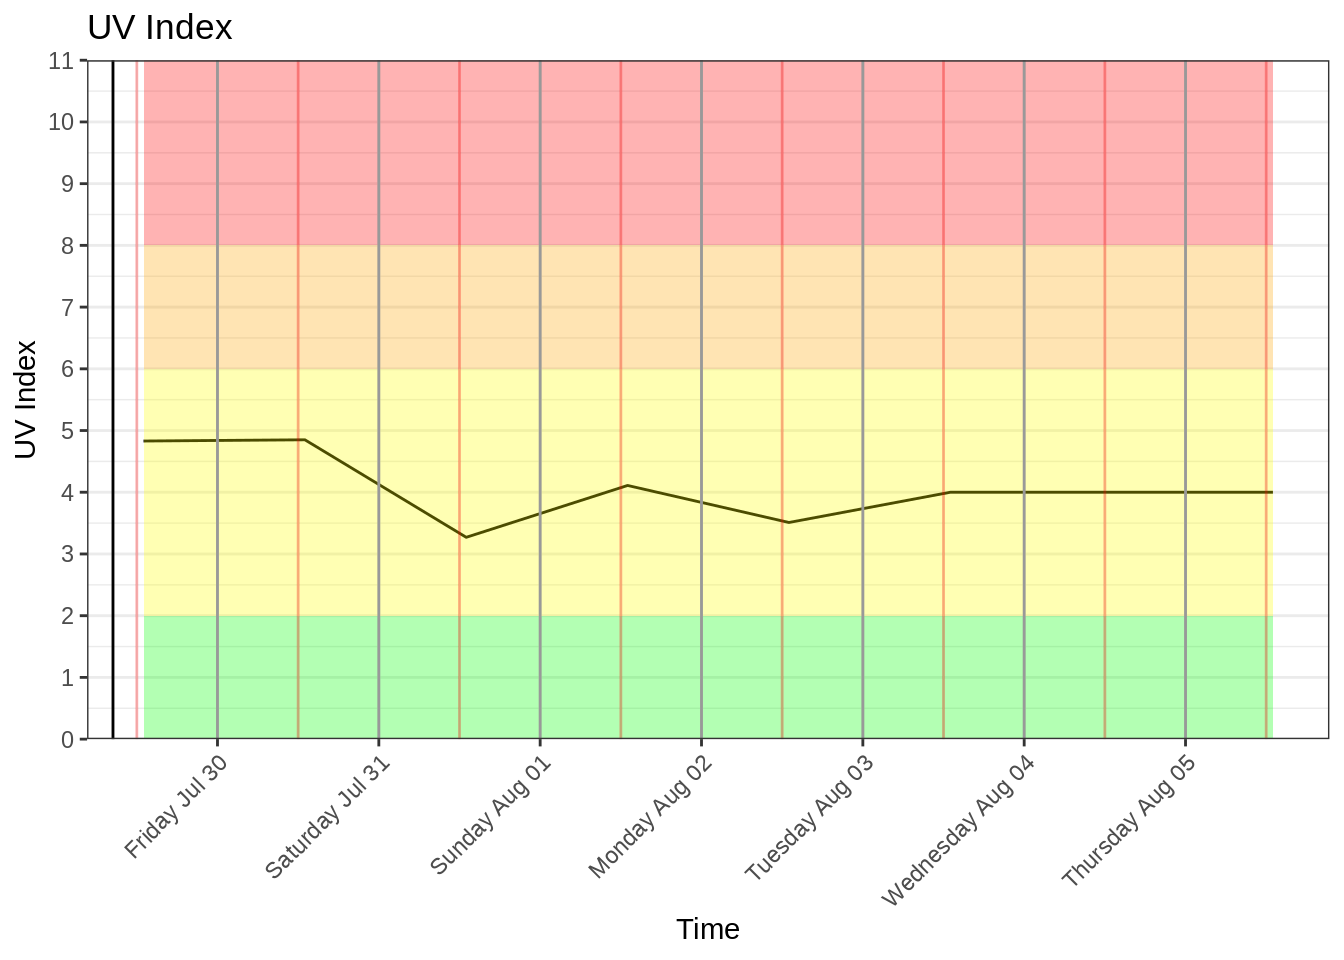 UV Index
11
10
9
8
7
6
5
4
3
2
1
0
UV Index
Friday Jul 30
Saturday Jul 31
Sunday Aug 01
Monday Aug 02
Tuesday Aug 03
Wednesday Aug 04
Thursday Aug 05
Time